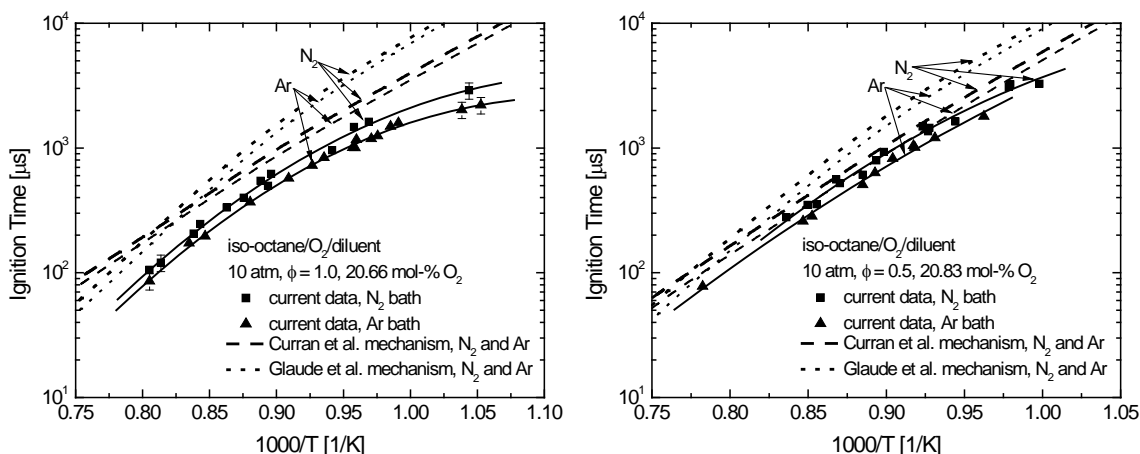 10⁴
10³
10²
10¹
Ignition Time [µs]
N₂
Ar
iso-octane/O₂/diluent
10 atm, ϕ = 1.0, 20.66 mol-% O₂
current data, N₂ bath
current data, Ar bath
Curran et al. mechanism, N₂ and Ar
Glaude et al. mechanism, N₂ and Ar
0.75 0.80 0.85 0.90 0.95 1.00 1.05 1.10
1000/T [1/K]
10⁴
10³
10²
10¹
Ignition Time [µs]
N₂
Ar
iso-octane/O₂/diluent
10 atm, ϕ = 0.5, 20.83 mol-% O₂
current data, N₂ bath
current data, Ar bath
Curran et al. mechanism, N₂ and Ar
Glaude et al. mechanism, N₂ and Ar
0.75 0.80 0.85 0.90 0.95 1.00 1.05
1000/T [1/K]